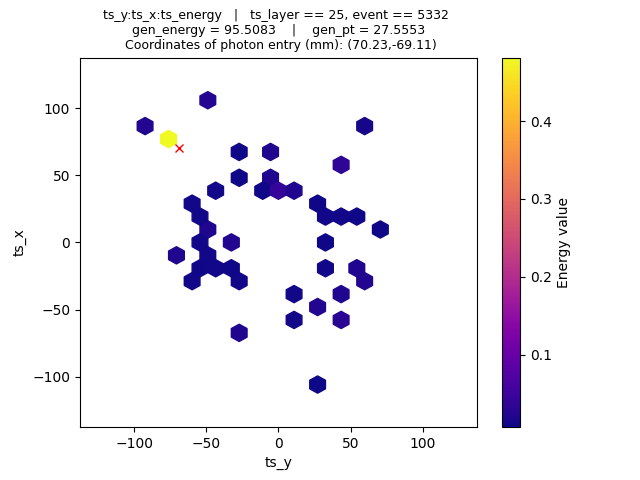 ts_y:ts_x:ts_energy   |   ts_layer == 25, event == 5332
gen_energy = 95.5083    |    gen_pt = 27.5553
Coordinates of photon entry (mm): (70.23,-69.11)
100
50
0
−50
−100
ts_x
−100
−50
0
50
100
ts_y
0.4
0.3
0.2
0.1
Energy value